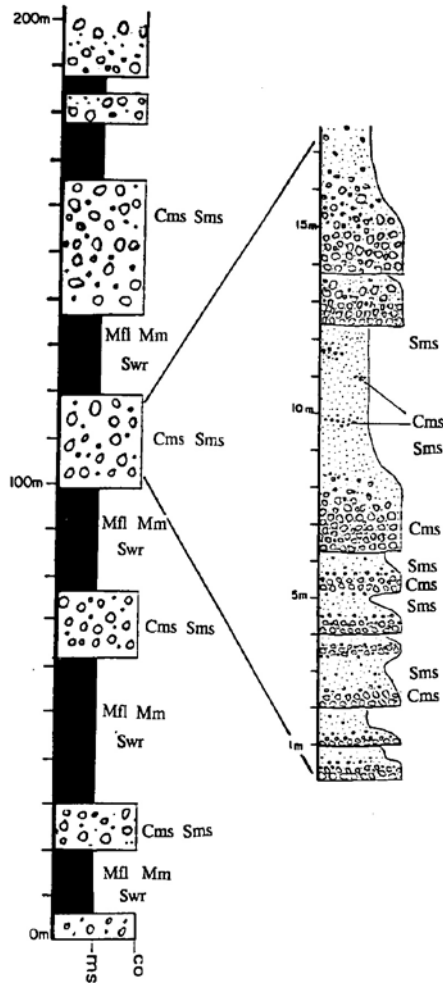 200m
Cms Sms
Mfl Mm
Swr
Cms Sms
100m
Mfl Mm
Swr
Cms Sms
Mfl Mm
Swr
Cms Sms
Mfl Mm
Swr
0m
ms
co
15m
Sms
10m
Cms
Sms
Cms
Sms
Cms
5m
Sms
Sms
Cms
1m